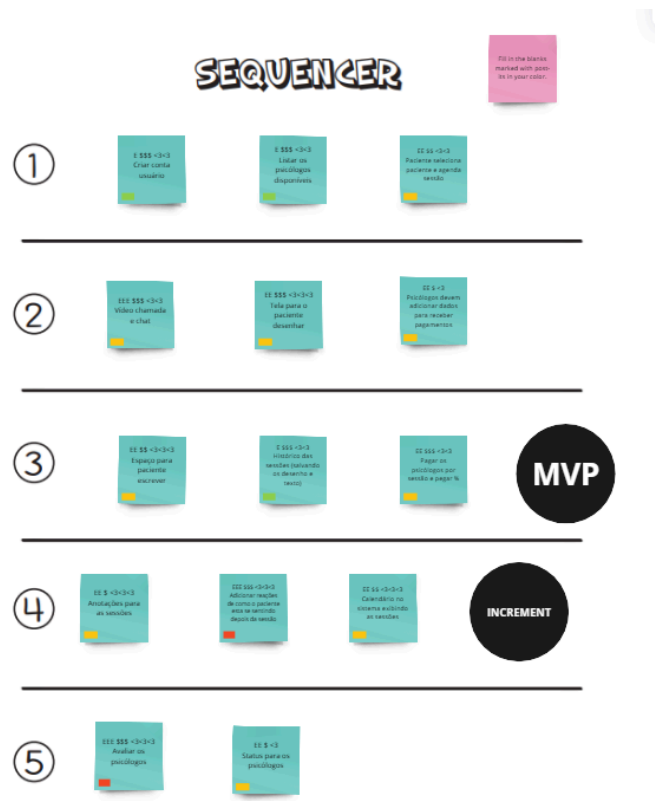 SEQUENCER
Fill in the blanks
marked with post-
its in your color.
1
E $$$ <3<3
Criar conta
usuário
E $$$ <3<3
Listar os
psicólogos
disponíveis
EE $$ <3<3
Paciente seleciona
paciente e agenda
sessão
2
EEE $$$ <3<3
Vídeo chamada
e chat
EE $$$ <3<3<3
Tela para o
paciente
desenhar
EE $ <3
Psicólogos devem
adicionar dados
para receber
pagamentos
3
EE $$ <3<3<3
Espaço para
paciente
escrever
E $$$ <3<3
Histórico das
sessões (salvando
os desenho e
texto)
EE $$$ <3<3
Pagar os
psicólogos por
sessão e pegar %
MVP
4
EE $ <3<3<3
Anotações para
as sessões
EEE $$$ <3<3<3
Adicionar reações
de como o paciente
esta se sentindo
depois da sessão
EE $$ <3<3<3
Calendário no
sistema exibindo
as sessões
INCREMENT
5
EEE $$$ <3<3<3
Avaliar os
psicólogos
EE $ <3
Status para os
psicólogos